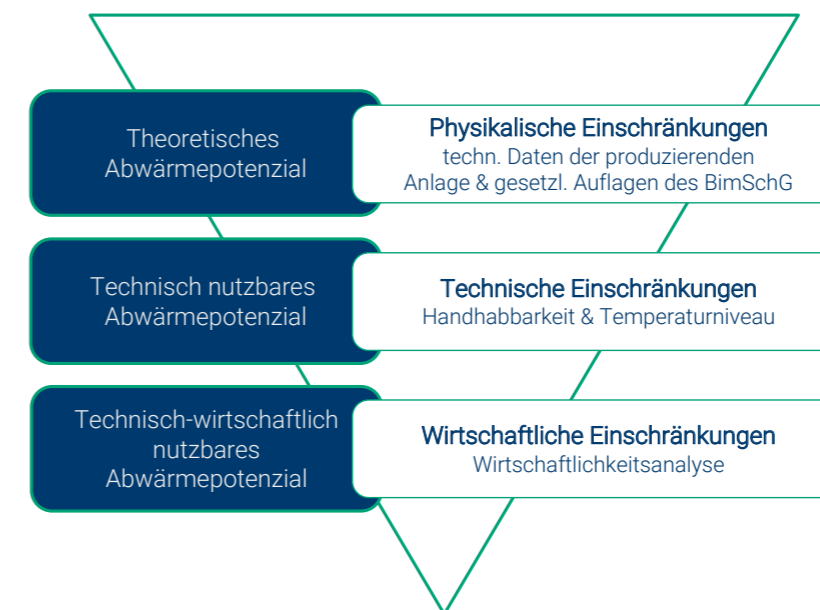 Theoretisches
Abwärmepotenzial
Physikalische Einschränkungen
techn. Daten der produzierenden
Anlage & gesetzl. Auflagen des BimSchG
Technisch nutzbares
Abwärmepotenzial
Technische Einschränkungen
Handhabbarkeit & Temperaturniveau
Technisch-wirtschaftlich
nutzbares
Abwärmepotenzial
Wirtschaftliche Einschränkungen
Wirtschaftlichkeitsanalyse